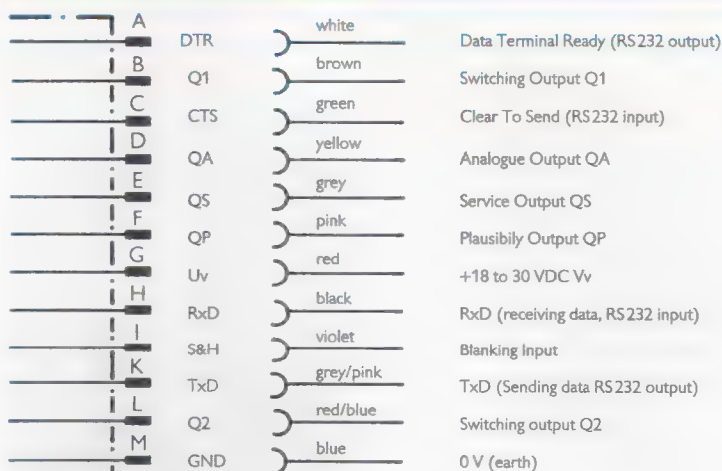 A DTR white Data Terminal Ready (RS232 output)
B Q1 brown Switching Output Q1
C CTS green Clear To Send (RS232 input)
D QA yellow Analogue Output QA
E QS grey Service Output QS
F QP pink Plausibily Output QP
G Uv red +18 to 30 VDC Vv
H RxD black RxD (receiving data, RS232 input)
I S&H violet Blanking Input
K TxD grey/pink TxD (Sending data RS232 output)
L Q2 red/blue Switching output Q2
M GND blue 0 V (earth)